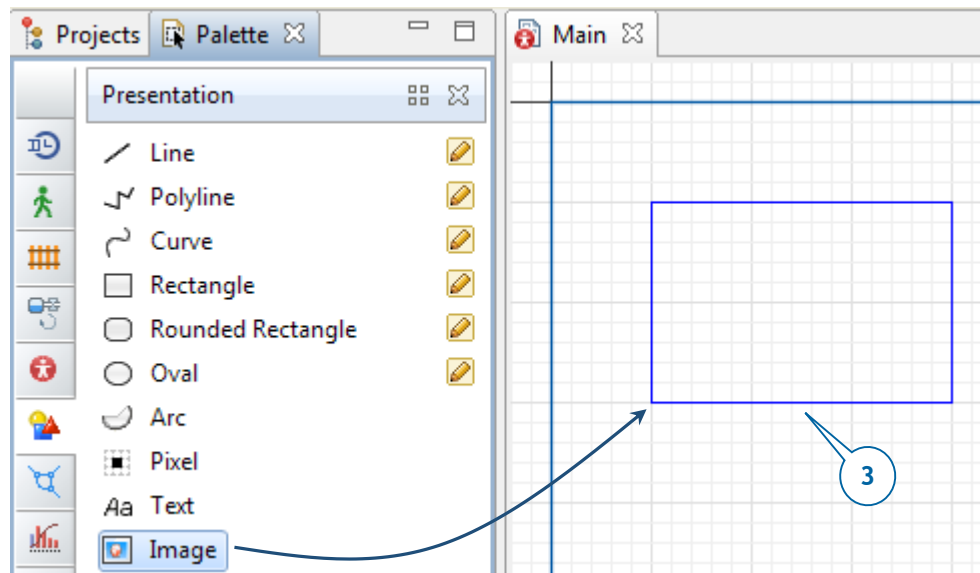 Projects Palette Main
Presentation
Line
Polyline
Curve
Rectangle
Rounded Rectangle
Oval
Arc
Pixel
Aa Text
Image
3